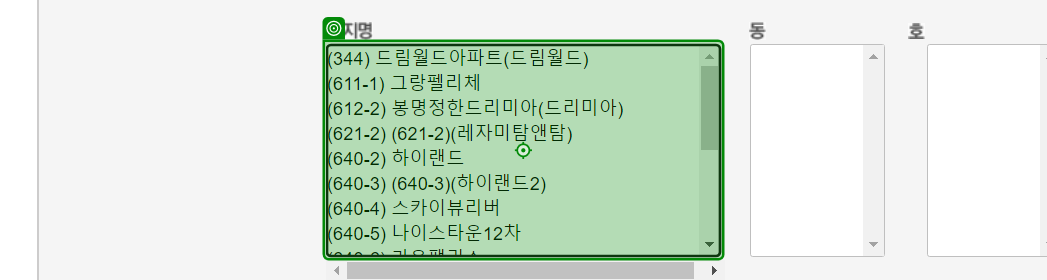 지명
동
호
(344) 드림월드아파트(드림월드)
(611-1) 그랑펠리체
(612-2) 봉명정한드리미아(드리미아)
(621-2) (621-2)(레자미탐앤탐)
(640-2) 하이랜드
(640-3) (640-3)(하이랜드2)
(640-4) 스카이뷰리버
(640-5) 나이스타운12차